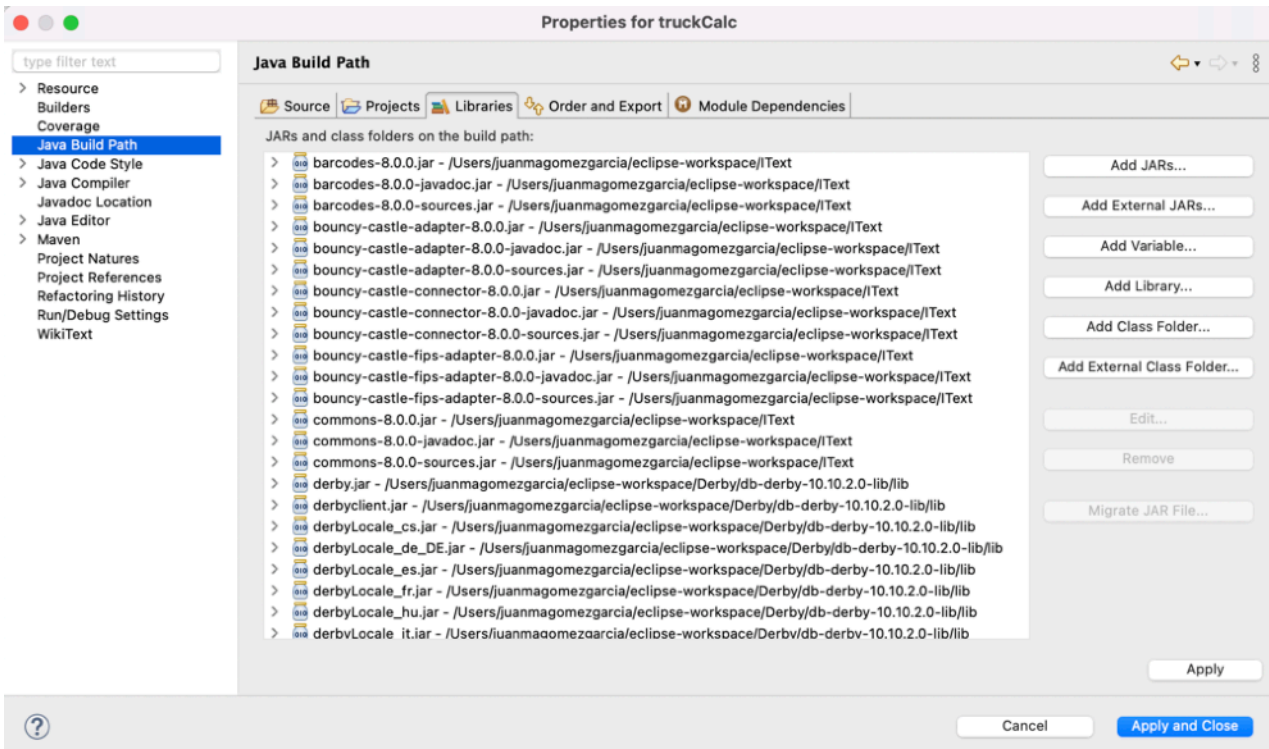 Properties for truckCalc
type filter text
Resource
Builders
Coverage
Java Build Path
Java Code Style
Java Compiler
Javadoc Location
Java Editor
Maven
Project Natures
Project References
Refactoring History
Run/Debug Settings
WikiText
Java Build Path
Source Projects Libraries Order and Export Module Dependencies
JARs and class folders on the build path:
barcodes-8.0.0.jar - /Users/juanmagomezgarcia/eclipse-workspace/IText
barcodes-8.0.0-javadoc.jar - /Users/juanmagomezgarcia/eclipse-workspace/IText
barcodes-8.0.0-sources.jar - /Users/juanmagomezgarcia/eclipse-workspace/IText
bouncy-castle-adapter-8.0.0.jar - /Users/juanmagomezgarcia/eclipse-workspace/IText
bouncy-castle-adapter-8.0.0-javadoc.jar - /Users/juanmagomezgarcia/eclipse-workspace/IText
bouncy-castle-adapter-8.0.0-sources.jar - /Users/juanmagomezgarcia/eclipse-workspace/IText
bouncy-castle-connector-8.0.0.jar - /Users/juanmagomezgarcia/eclipse-workspace/IText
bouncy-castle-connector-8.0.0-javadoc.jar - /Users/juanmagomezgarcia/eclipse-workspace/IText
bouncy-castle-connector-8.0.0-sources.jar - /Users/juanmagomezgarcia/eclipse-workspace/IText
bouncy-castle-fips-adapter-8.0.0.jar - /Users/juanmagomezgarcia/eclipse-workspace/IText
bouncy-castle-fips-adapter-8.0.0-javadoc.jar - /Users/juanmagomezgarcia/eclipse-workspace/IText
bouncy-castle-fips-adapter-8.0.0-sources.jar - /Users/juanmagomezgarcia/eclipse-workspace/IText
commons-8.0.0.jar - /Users/juanmagomezgarcia/eclipse-workspace/IText
commons-8.0.0-javadoc.jar - /Users/juanmagomezgarcia/eclipse-workspace/IText
commons-8.0.0-sources.jar - /Users/juanmagomezgarcia/eclipse-workspace/IText
derby.jar - /Users/juanmagomezgarcia/eclipse-workspace/Derby/db-derby-10.10.2.0-lib/lib
derbyclient.jar - /Users/juanmagomezgarcia/eclipse-workspace/Derby/db-derby-10.10.2.0-lib/lib
derbyLocale_cs.jar - /Users/juanmagomezgarcia/eclipse-workspace/Derby/db-derby-10.10.2.0-lib/lib
derbyLocale_de_DE.jar - /Users/juanmagomezgarcia/eclipse-workspace/Derby/db-derby-10.10.2.0-lib/lib
derbyLocale_es.jar - /Users/juanmagomezgarcia/eclipse-workspace/Derby/db-derby-10.10.2.0-lib/lib
derbyLocale_fr.jar - /Users/juanmagomezgarcia/eclipse-workspace/Derby/db-derby-10.10.2.0-lib/lib
derbyLocale_hu.jar - /Users/juanmagomezgarcia/eclipse-workspace/Derby/db-derby-10.10.2.0-lib/lib
derbyLocale_it.jar - /Users/juanmagomezgarcia/eclipse-workspace/Derby/db-derby-10.10.2.0-lib/lib
Add JARs...
Add External JARs...
Add Variable...
Add Library...
Add Class Folder...
Add External Class Folder...
Edit...
Remove
Migrate JAR File...
Apply
Cancel
Apply and Close